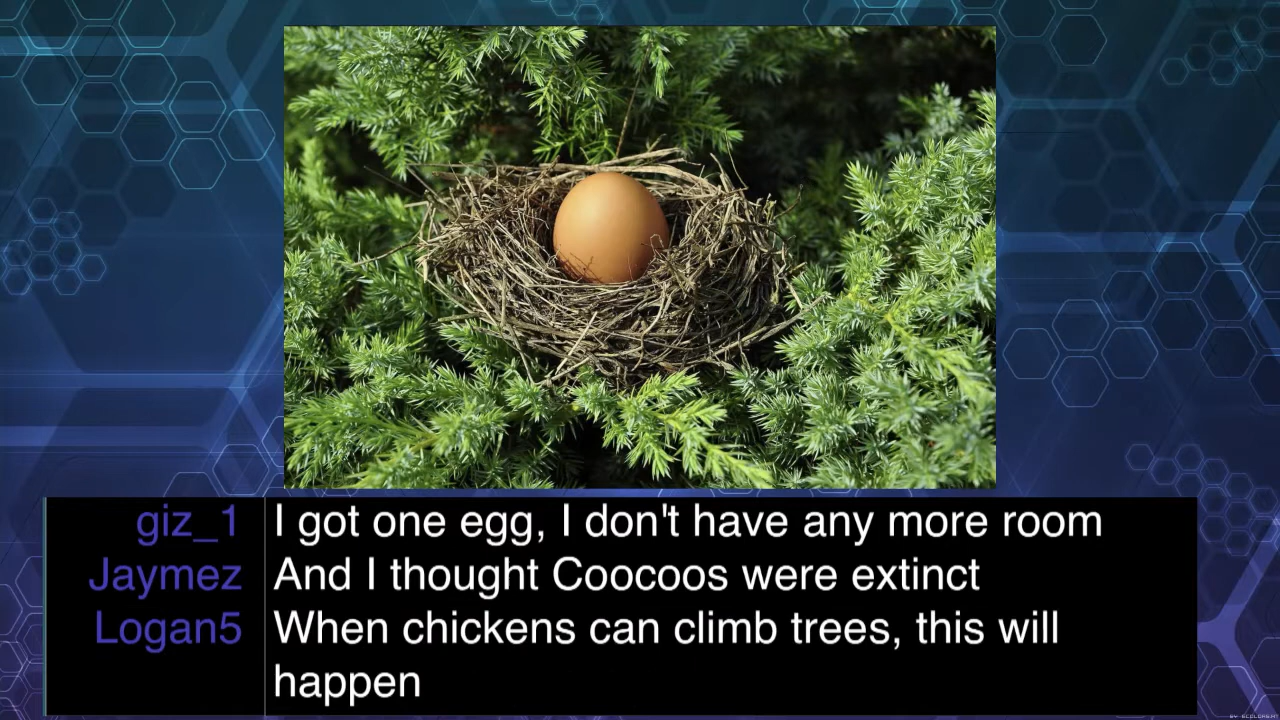 giz_1 I got one egg, I don't have any more room
Jaymez And I thought Coocoos were extinct
Logan5 When chickens can climb trees, this will
happen